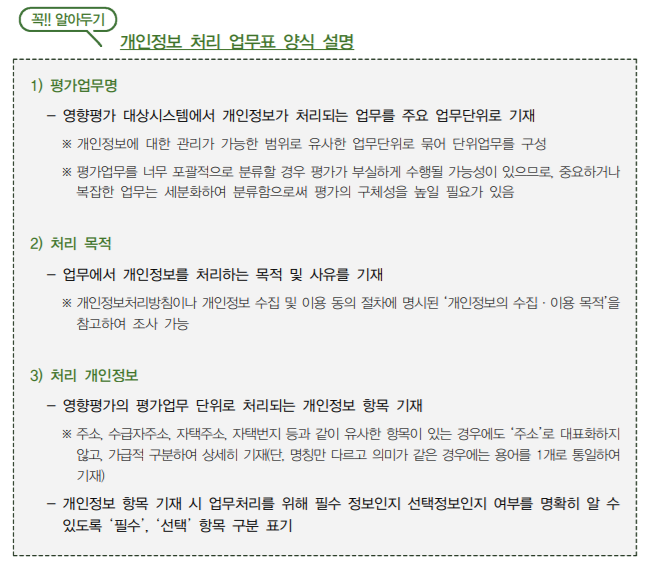 꼭!! 알아두기
개인정보 처리 업무표 양식 설명
1) 평가업무명
– 영향평가 대상시스템에서 개인정보가 처리되는 업무를 주요 업무단위로 기재
※ 개인정보에 대한 관리가 가능한 범위로 유사한 업무단위로 묶어 단위업무를 구성
※ 평가업무를 너무 포괄적으로 분류할 경우 평가가 부실하게 수행될 가능성이 있으므로, 중요하거나
복잡한 업무는 세분화하여 분류함으로써 평가의 구체성을 높일 필요가 있음
2) 처리 목적
– 업무에서 개인정보를 처리하는 목적 및 사유를 기재
※ 개인정보처리방침이나 개인정보 수집 및 이용 동의 절차에 명시된 ‘개인정보의 수집 · 이용 목적’을
참고하여 조사 가능
3) 처리 개인정보
– 영향평가의 평가업무 단위로 처리되는 개인정보 항목 기재
※ 주소, 수급자주소, 자택주소, 자택번지 등과 같이 유사한 항목이 있는 경우에도 ‘주소’로 대표화하지
않고, 가급적 구분하여 상세히 기재(단, 명칭만 다르고 의미가 같은 경우에는 용어를 1개로 통일하여
기재)
– 개인정보 항목 기재 시 업무처리를 위해 필수 정보인지 선택정보인지 여부를 명확히 알 수
있도록 ‘필수’, ‘선택’ 항목 구분 표기